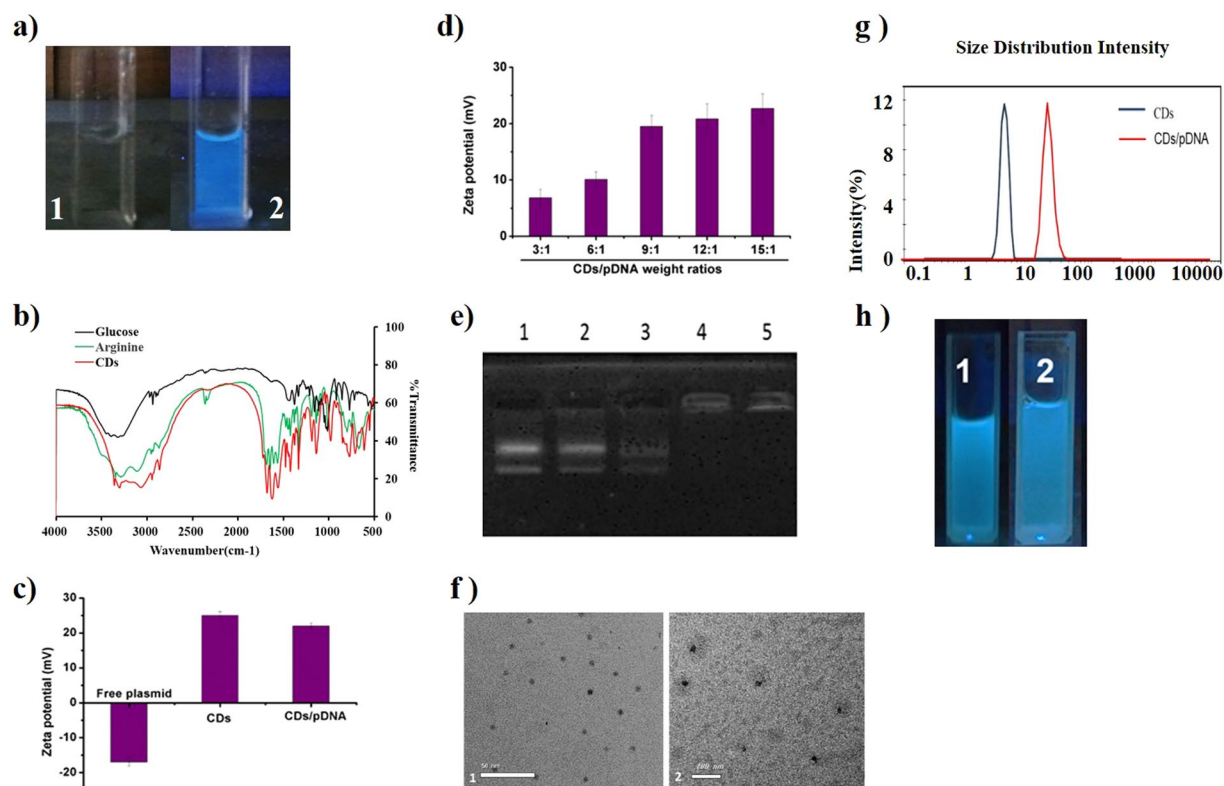 a)
1
2
b)
Glucose
Arginine
CDs
100
80
60
40
20
0
%Transmittance
4000 3500 3000 2500 2000 1500 1000 500
Wavenumber(cm-1)
c)
Zeta potential (mV)
30
20
10
0
-10
-20
Free plasmid
CDs
CDs/pDNA
d)
Zeta potential (mV)
30
20
10
0
3:1 6:1 9:1 12:1 15:1
CDs/pDNA weight ratios
e)
1 2 3 4 5
f)
1
50 nm
2
100 nm
g )
Size Distribution Intensity
Intensity(%)
12
8
4
0
CDs
CDs/pDNA
0.1 1 10 100 1000 10000
h )
1
2